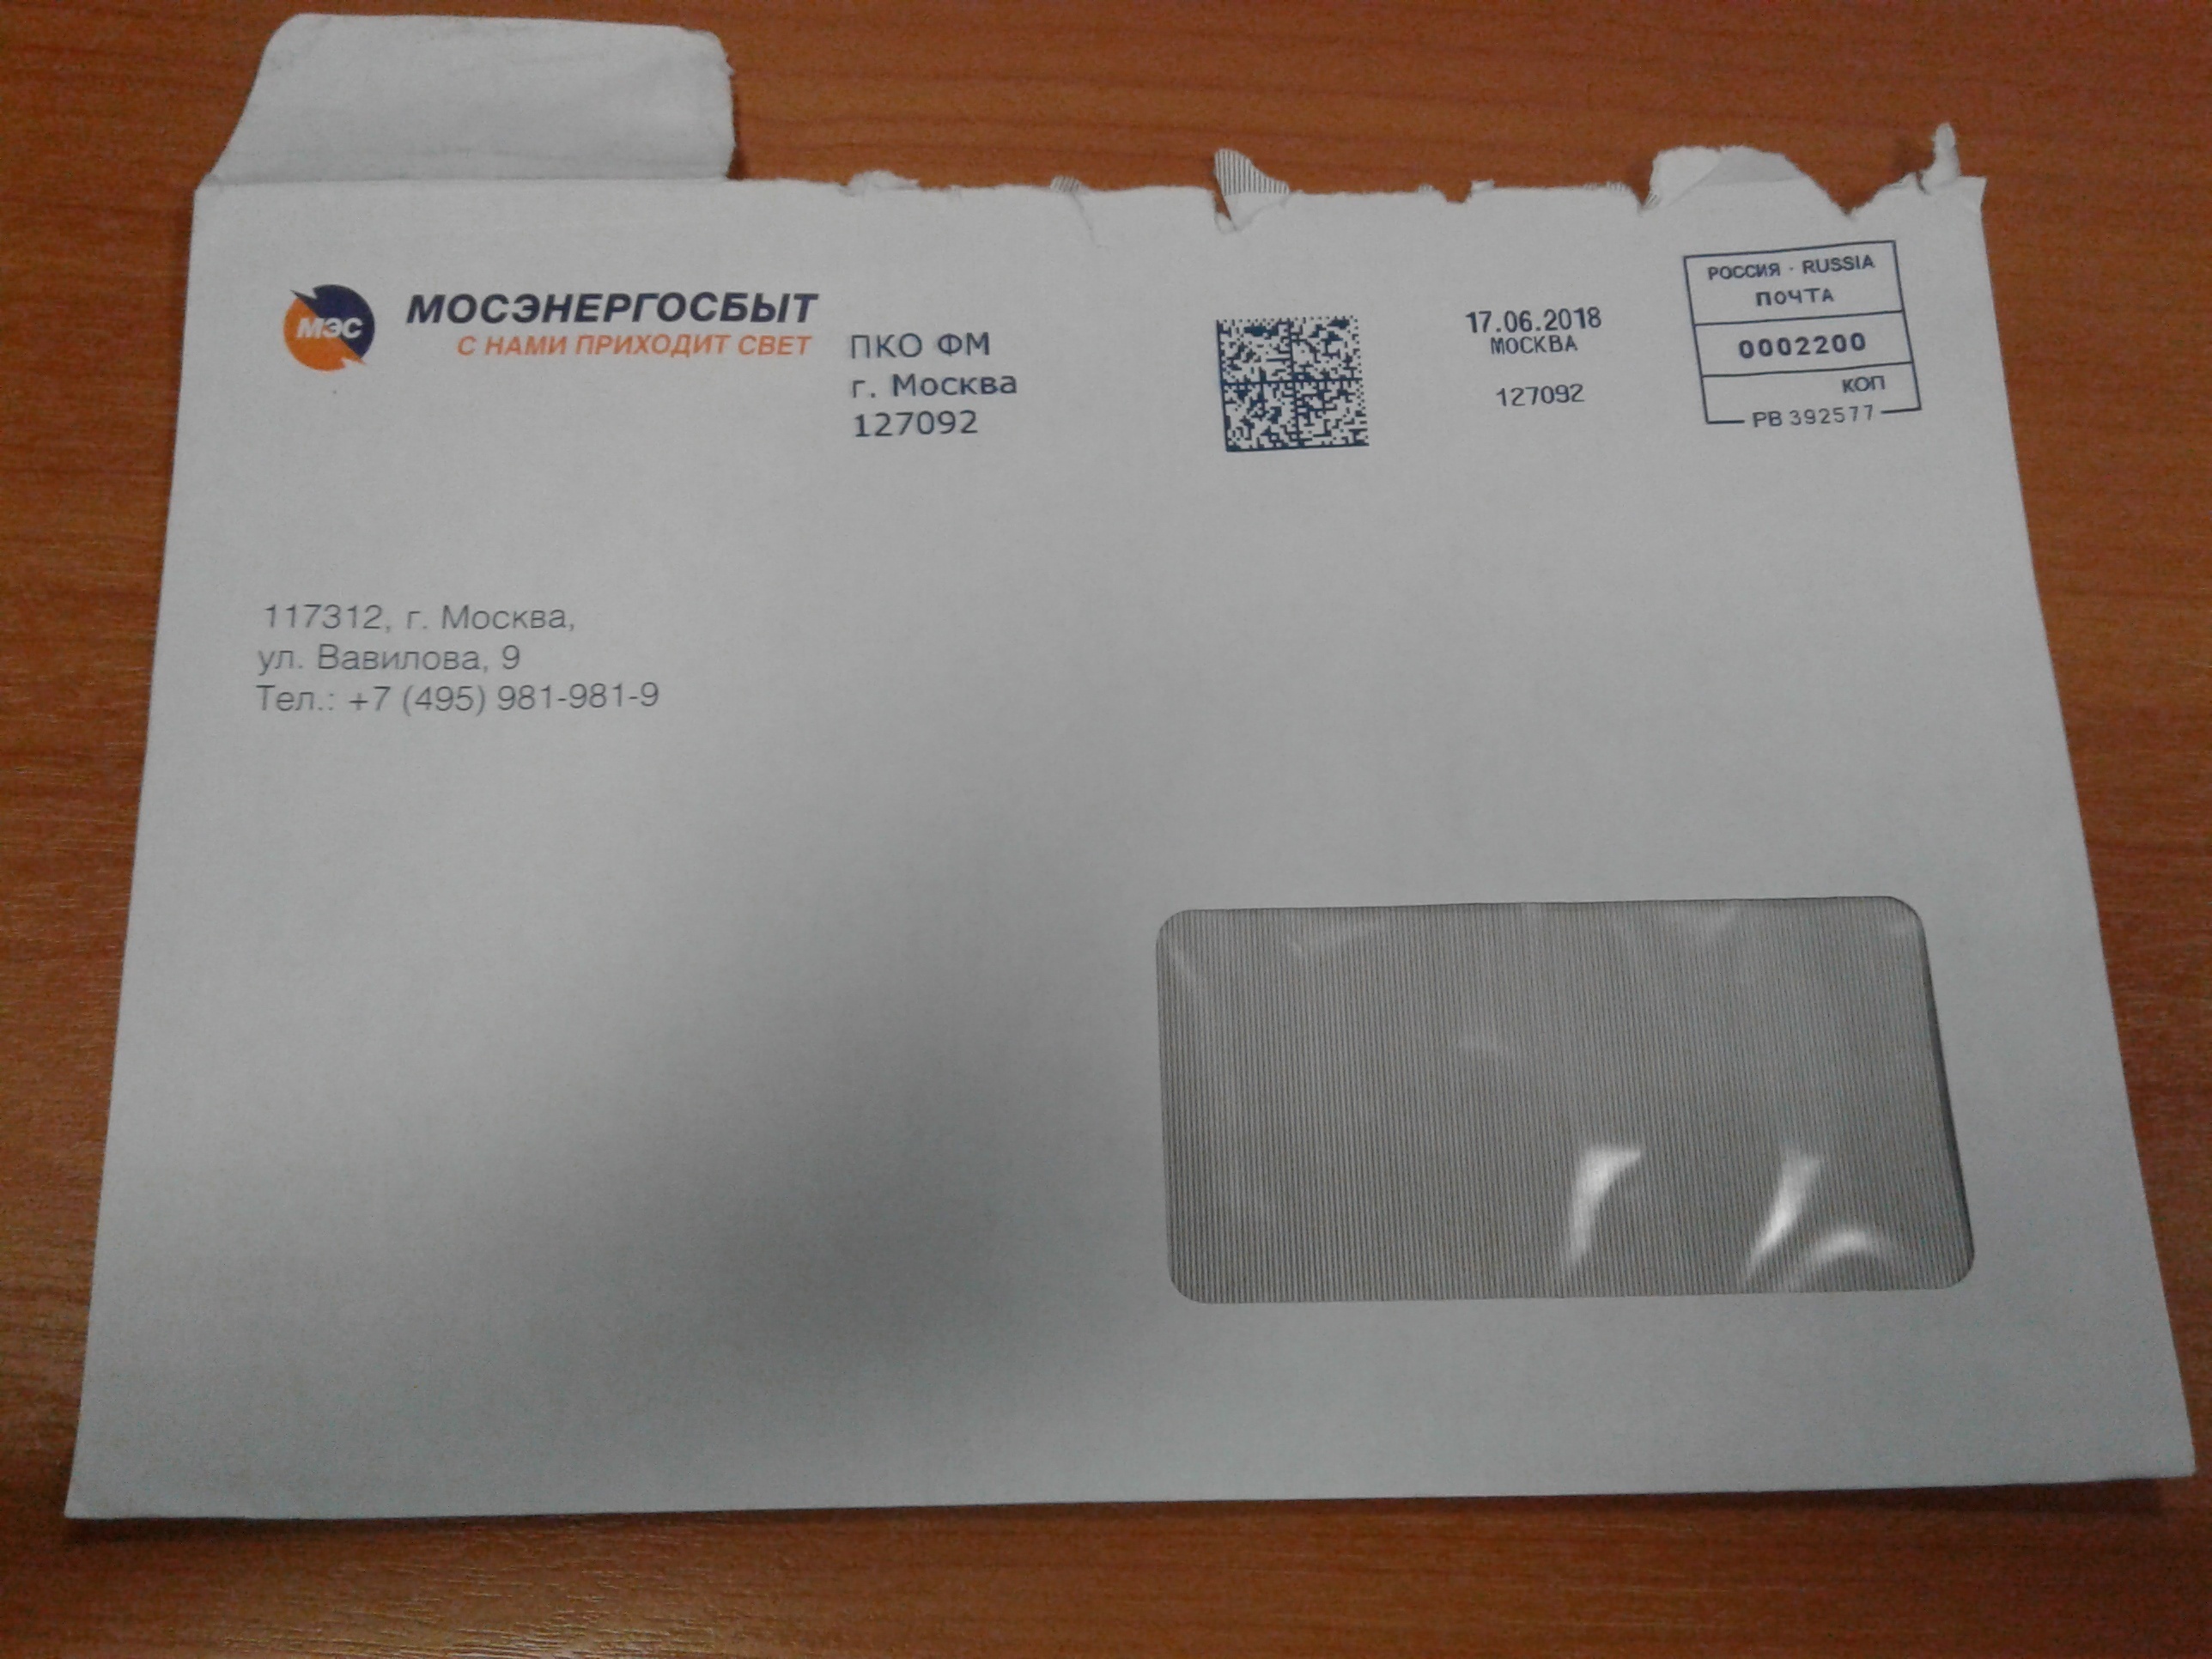 МЭС
МОСЭНЕРГОСБЫТ
С НАМИ ПРИХОДИТ СВЕТ
ПКО ФМ
г. Москва
127092
17.06.2018
МОСКВА
127092
РОССИЯ · RUSSIA
ПОЧТА
0002200
КОП
РВ 392577
117312, г. Москва,
ул. Вавилова, 9
Тел.: +7 (495) 981-981-9